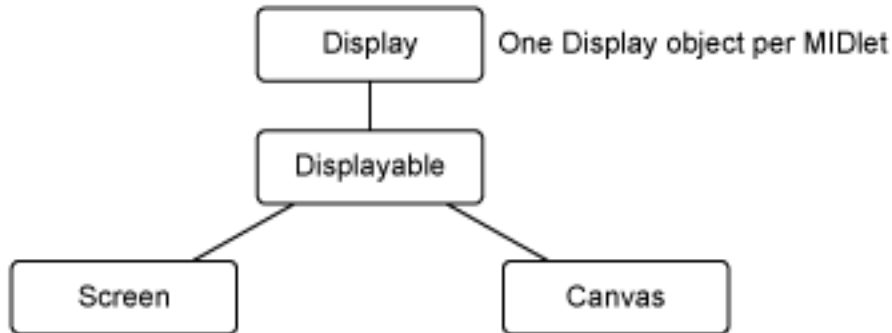 Display
One Display object per MIDlet
Displayable
Screen
Canvas